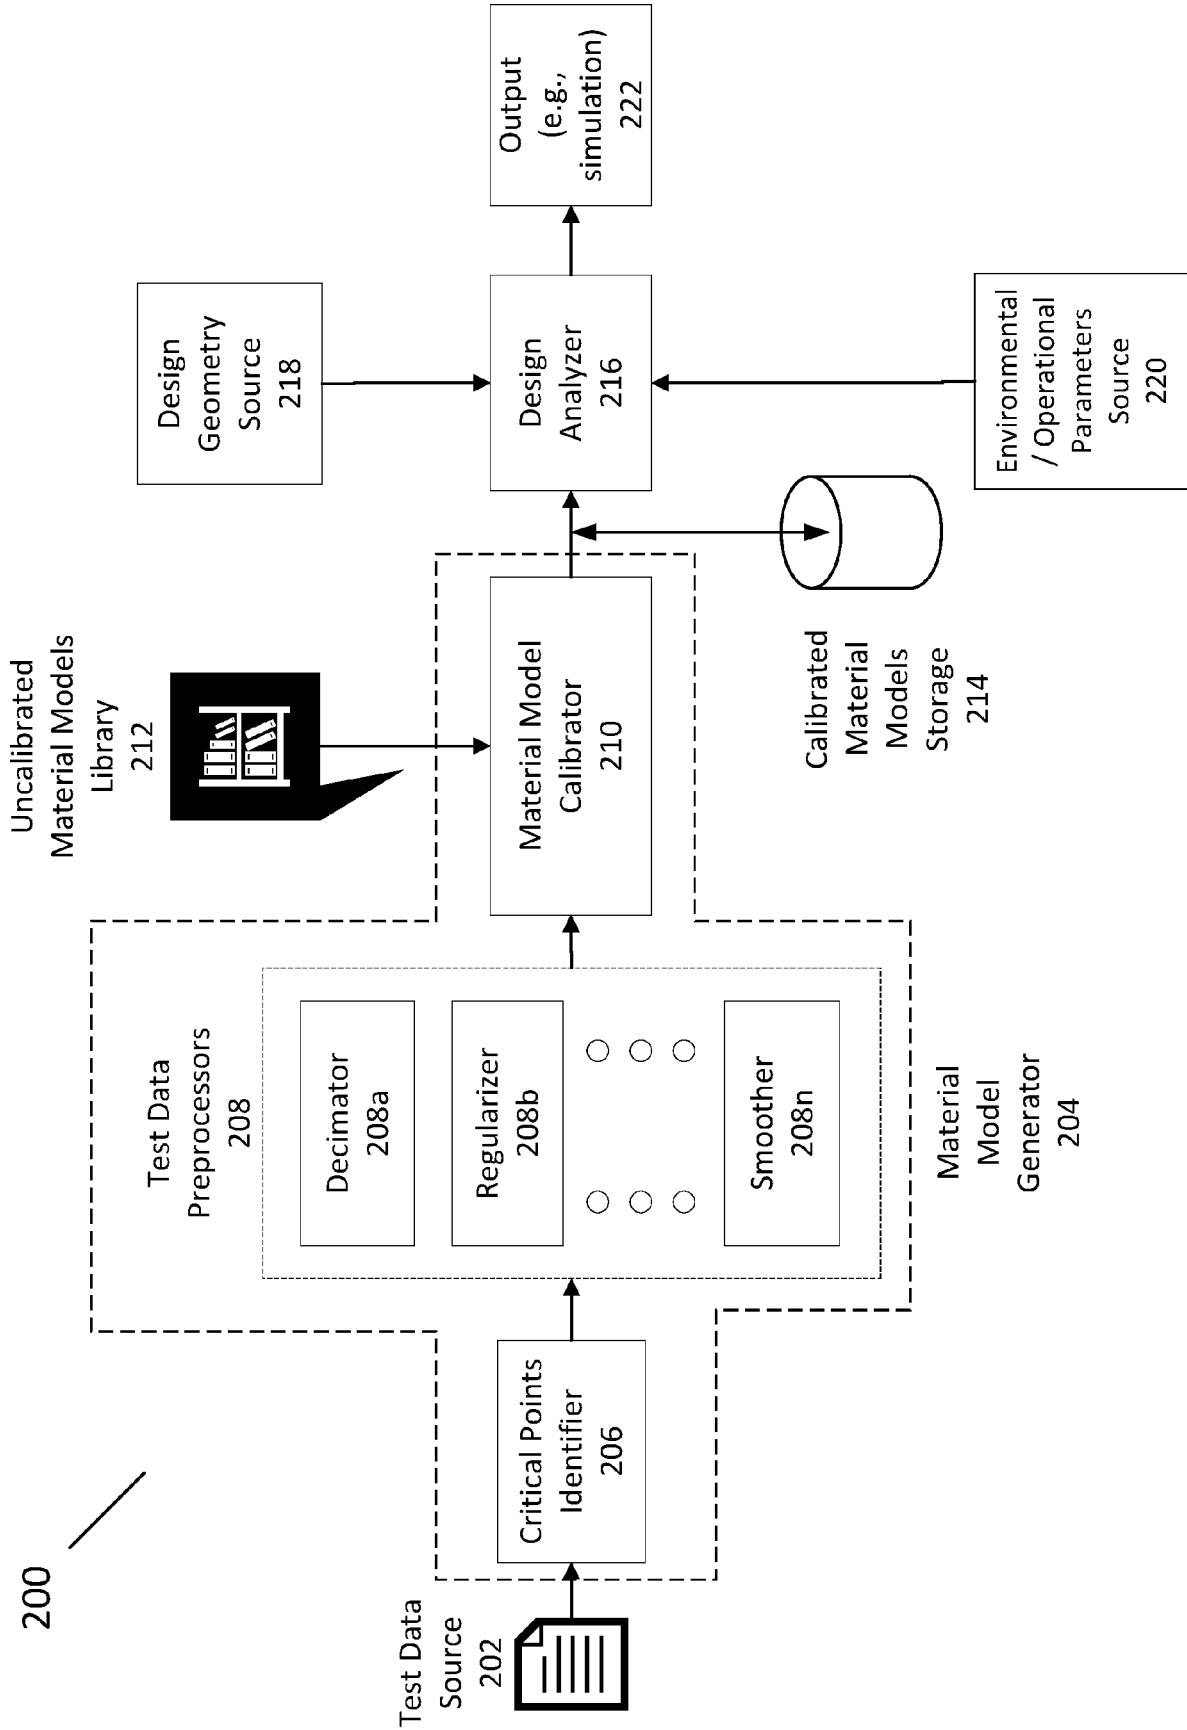 200
Test Data
Source
202
Critical Points
Identifier
206
Test Data
Preprocessors
208
Decimator
208a
Regularizer
208b
Smoother
208n
Material
Model
Generator
204
Uncalibrated
Material Models
Library
212
Material Model
Calibrator
210
Calibrated
Material
Models
Storage
214
Design
Geometry
Source
218
Design
Analyzer
216
Environmental
/ Operational
Parameters
Source
220
Output
(e.g.,
simulation)
222